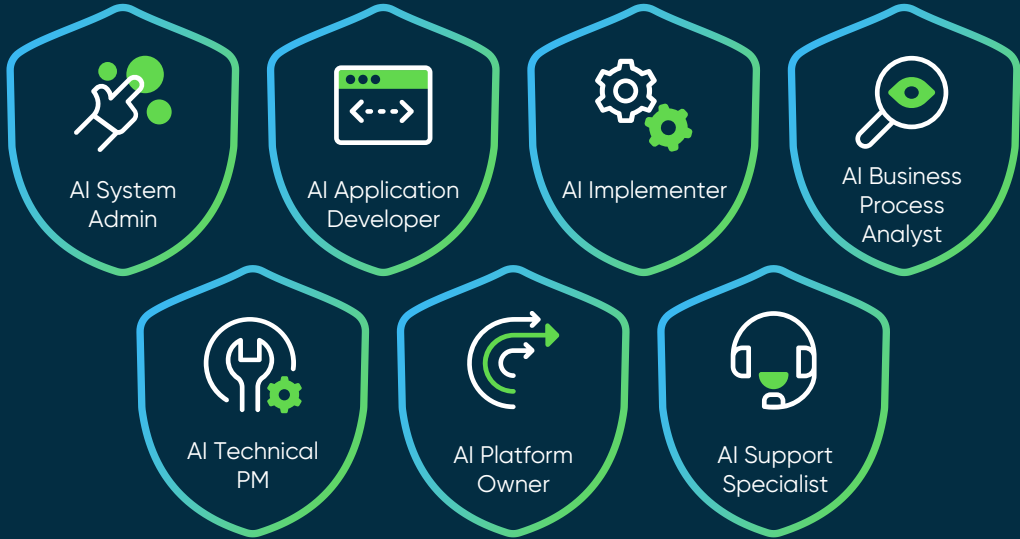 AI System
Admin
AI Application
Developer
AI Implementer
AI Business
Process
Analyst
AI Technical
PM
AI Platform
Owner
AI Support
Specialist